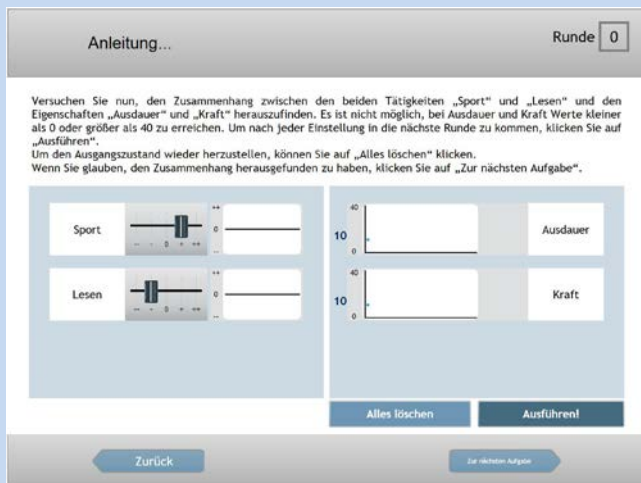 Anleitung...
Runde 0
Versuchen Sie nun, den Zusammenhang zwischen den beiden Tätigkeiten „Sport“ und „Lesen“ und den
Eigenschaften „Ausdauer“ und „Kraft“ herauszufinden. Es ist nicht möglich, bei Ausdauer und Kraft Werte kleiner
als 0 oder größer als 40 zu erreichen. Um nach jeder Einstellung in die nächste Runde zu kommen, klicken Sie auf
„Ausführen“.
Um den Ausgangszustand wieder herzustellen, können Sie auf „Alles löschen“ klicken.
Wenn Sie glauben, den Zusammenhang herausgefunden zu haben, klicken Sie auf „Zur nächsten Aufgabe“.
Sport
-- - 0 + ++
++
0
--
40
10
0
Ausdauer
Lesen
-- - 0 + ++
++
0
--
40
10
0
Kraft
Alles löschen
Ausführen!
Zurück
Zur nächsten Aufgabe